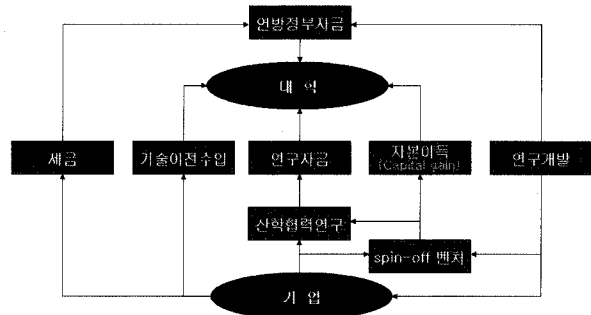 연방정부자금
대 학
세금
기술이전수입
연구자금
자본이득
(Capital gain)
연구개발
산학협력연구
spin-off 벤처
기 업